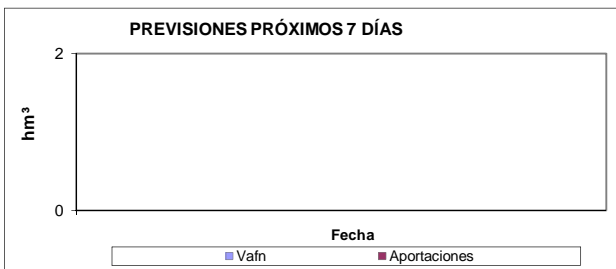 PREVISIONES PRÓXIMOS 7 DÍAS
2
hm³
0
Fecha
Vafn Aportaciones